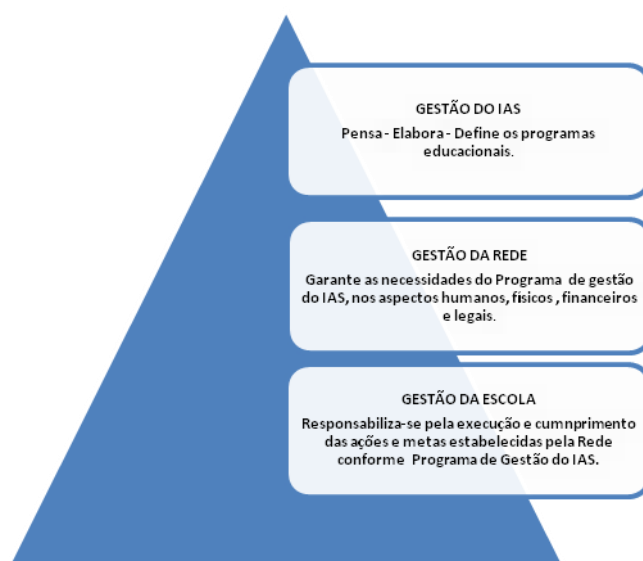 GESTÃO DO IAS
Pensa - Elabora - Define os programas
educacionais.
GESTÃO DA REDE
Garante as necessidades do Programa de gestão
do IAS, nos aspectos humanos, físicos , financeiros
e legais.
GESTÃO DA ESCOLA
Responsabiliza-se pela execução e cumnprimento
das ações e metas estabelecidas pela Rede
conforme Programa de Gestão do IAS.